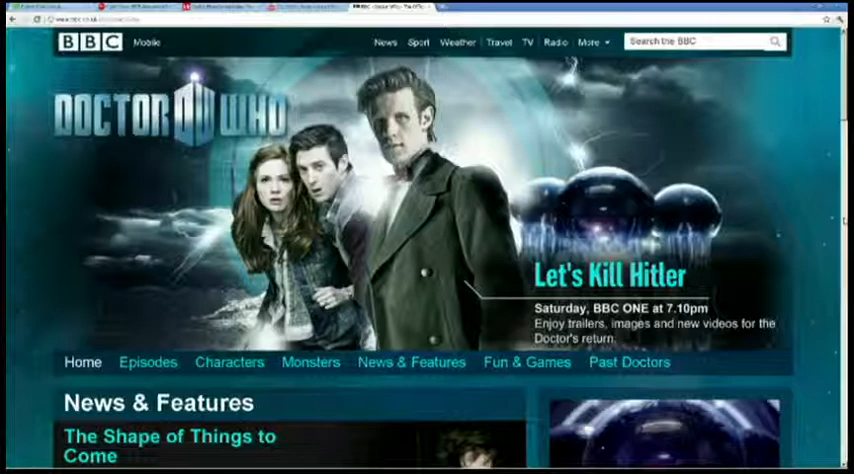 BBC
Mobile
News Sport Weather Travel TV Radio More
Search the BBC
DOCTOR WHO
Let's Kill Hitler
Saturday, BBC ONE at 7.10pm
Enjoy trailers, images and new videos for the
Doctor's return.
Home Episodes Characters Monsters News & Features Fun & Games Past Doctors
News & Features
The Shape of Things to
Come